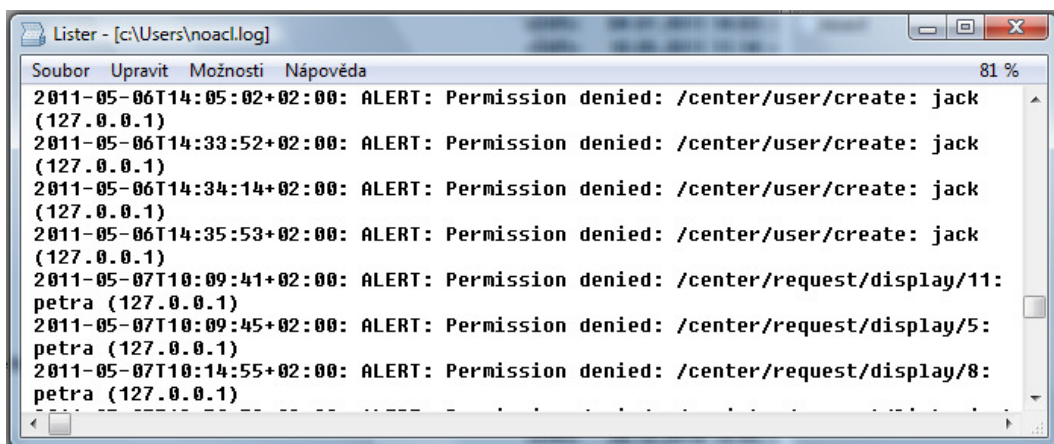 Lister - [c:\Users\noacl.log]
Soubor Upravit Možnosti Nápověda 81 %
2011-05-06T14:05:02+02:00: ALERT: Permission denied: /center/user/create: jack
(127.0.0.1)
2011-05-06T14:33:52+02:00: ALERT: Permission denied: /center/user/create: jack
(127.0.0.1)
2011-05-06T14:34:14+02:00: ALERT: Permission denied: /center/user/create: jack
(127.0.0.1)
2011-05-06T14:35:53+02:00: ALERT: Permission denied: /center/user/create: jack
(127.0.0.1)
2011-05-07T10:09:41+02:00: ALERT: Permission denied: /center/request/display/11:
petra (127.0.0.1)
2011-05-07T10:09:45+02:00: ALERT: Permission denied: /center/request/display/5:
petra (127.0.0.1)
2011-05-07T10:14:55+02:00: ALERT: Permission denied: /center/request/display/8:
petra (127.0.0.1)